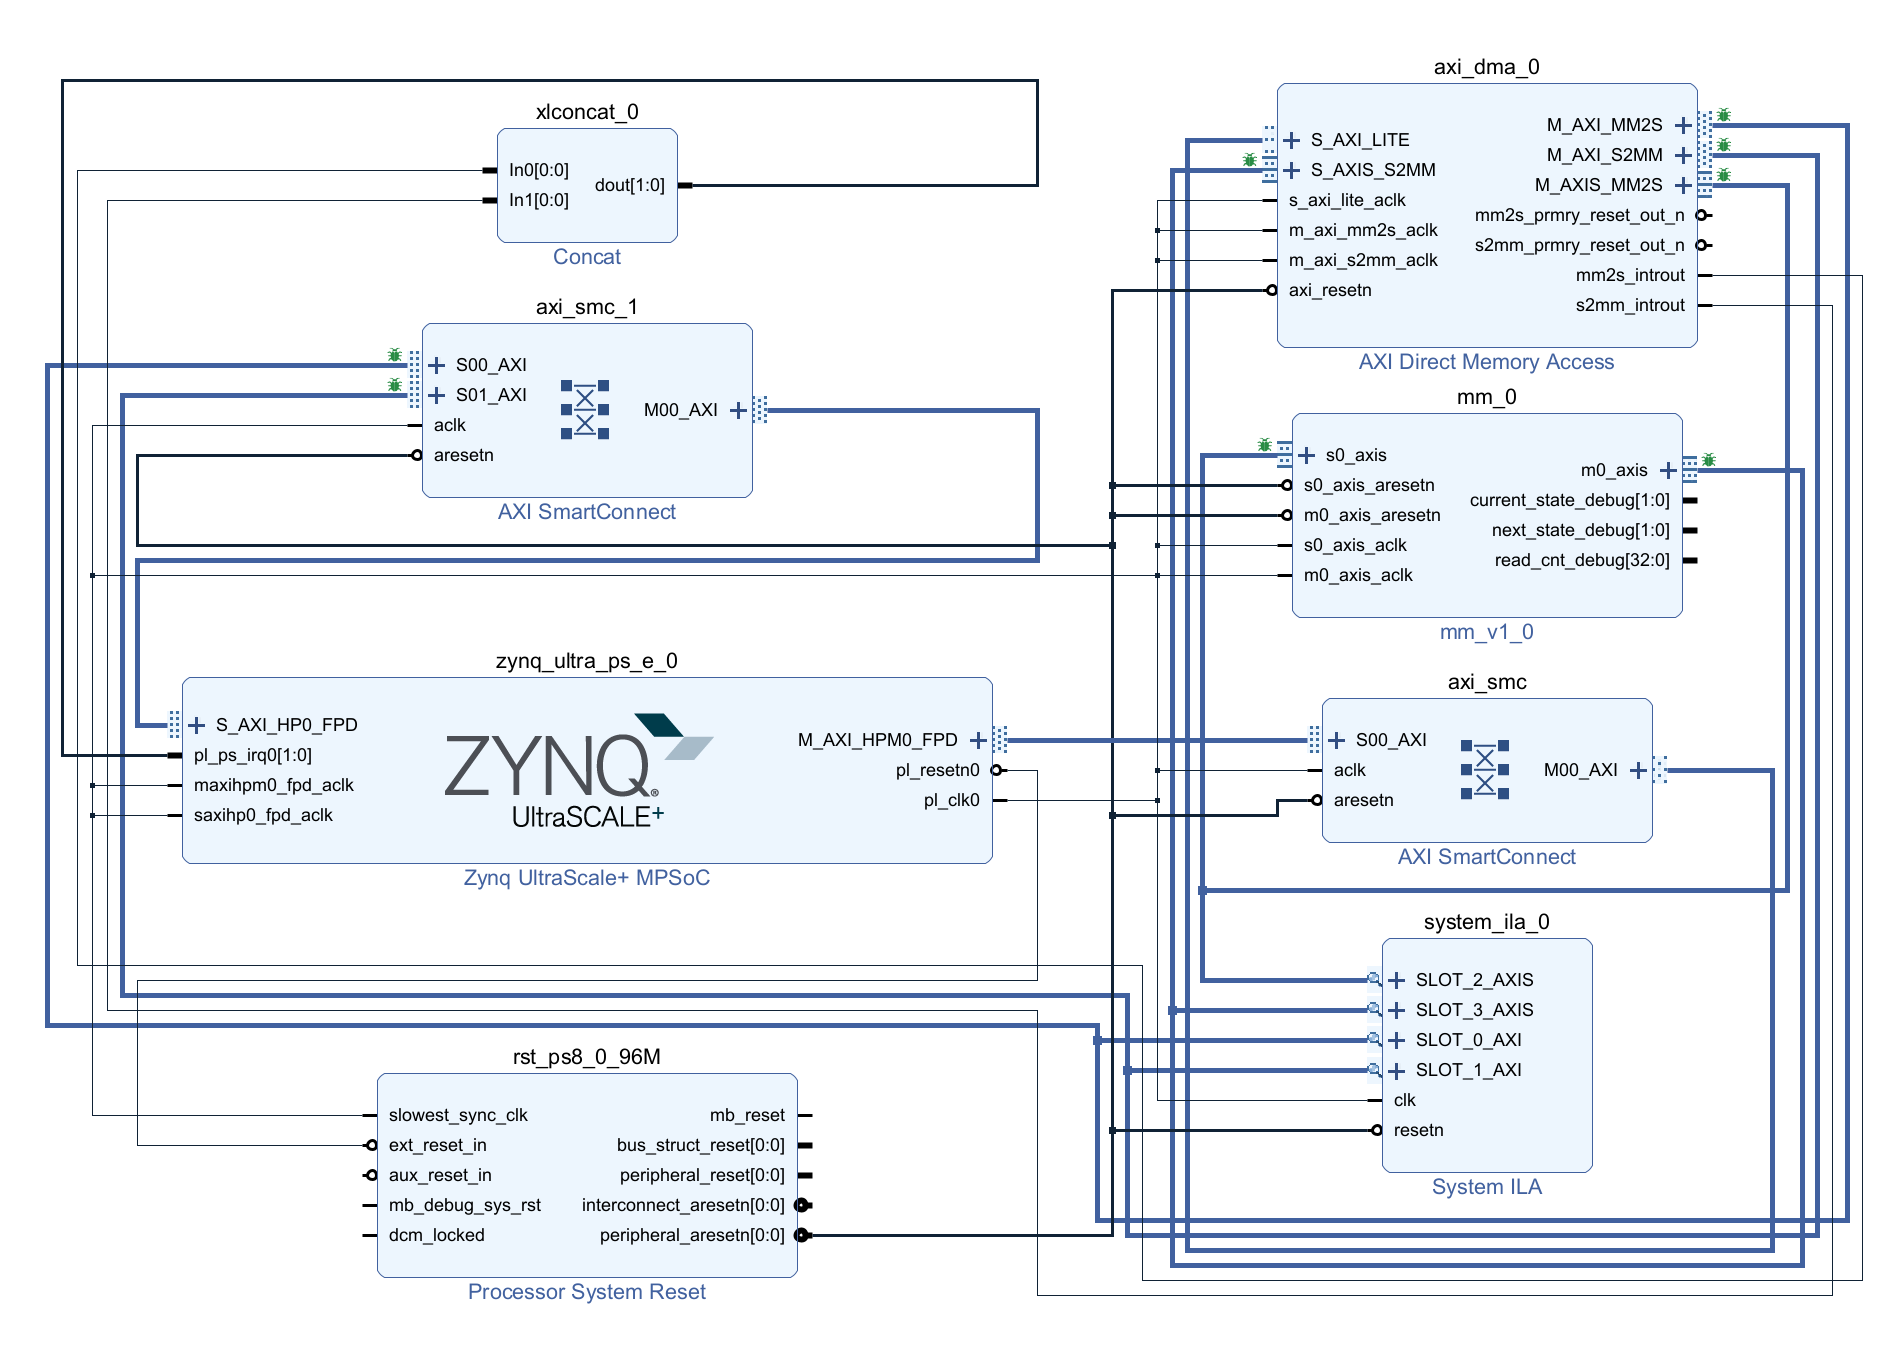 xlconcat_0
In0[0:0]
In1[0:0]
dout[1:0]
Concat
axi_smc_1
S00_AXI
S01_AXI
aclk
aresetn
M00_AXI
AXI SmartConnect
zynq_ultra_ps_e_0
S_AXI_HP0_FPD
pl_ps_irq0[1:0]
maxihpm0_fpd_aclk
saxihp0_fpd_aclk
ZYNQ®
UltraSCALE+
M_AXI_HPM0_FPD
pl_resetn0
pl_clk0
Zynq UltraScale+ MPSoC
rst_ps8_0_96M
slowest_sync_clk
ext_reset_in
aux_reset_in
mb_debug_sys_rst
dcm_locked
mb_reset
bus_struct_reset[0:0]
peripheral_reset[0:0]
interconnect_aresetn[0:0]
peripheral_aresetn[0:0]
Processor System Reset
axi_dma_0
S_AXI_LITE
S_AXIS_S2MM
s_axi_lite_aclk
m_axi_mm2s_aclk
m_axi_s2mm_aclk
axi_resetn
M_AXI_MM2S
M_AXI_S2MM
M_AXIS_MM2S
mm2s_prmry_reset_out_n
s2mm_prmry_reset_out_n
mm2s_introut
s2mm_introut
AXI Direct Memory Access
mm_0
s0_axis
s0_axis_aresetn
m0_axis_aresetn
s0_axis_aclk
m0_axis_aclk
m0_axis
current_state_debug[1:0]
next_state_debug[1:0]
read_cnt_debug[32:0]
mm_v1_0
axi_smc
S00_AXI
aclk
aresetn
M00_AXI
AXI SmartConnect
system_ila_0
SLOT_2_AXIS
SLOT_3_AXIS
SLOT_0_AXI
SLOT_1_AXI
clk
resetn
System ILA